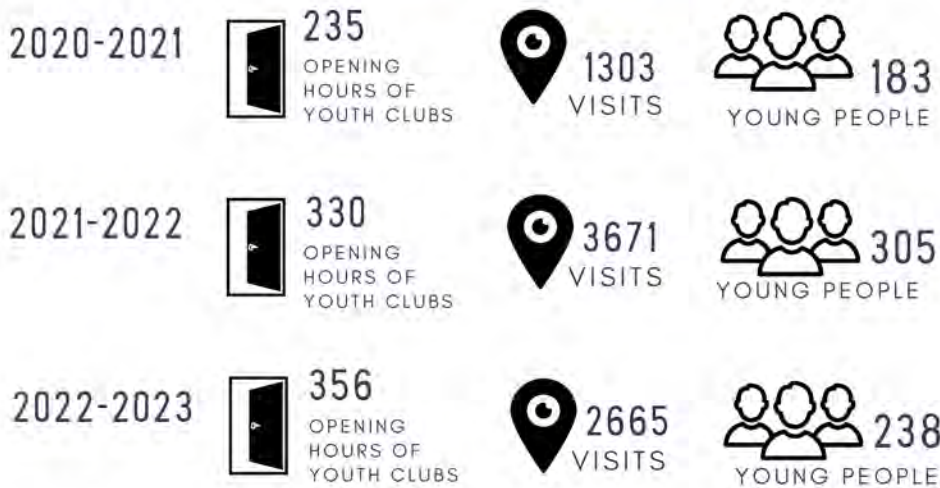 2020-2021
235
OPENING
HOURS OF
YOUTH CLUBS
1303
VISITS
183
YOUNG PEOPLE
2021-2022
330
OPENING
HOURS OF
YOUTH CLUBS
3671
VISITS
305
YOUNG PEOPLE
2022-2023
356
OPENING
HOURS OF
YOUTH CLUBS
2665
VISITS
238
YOUNG PEOPLE